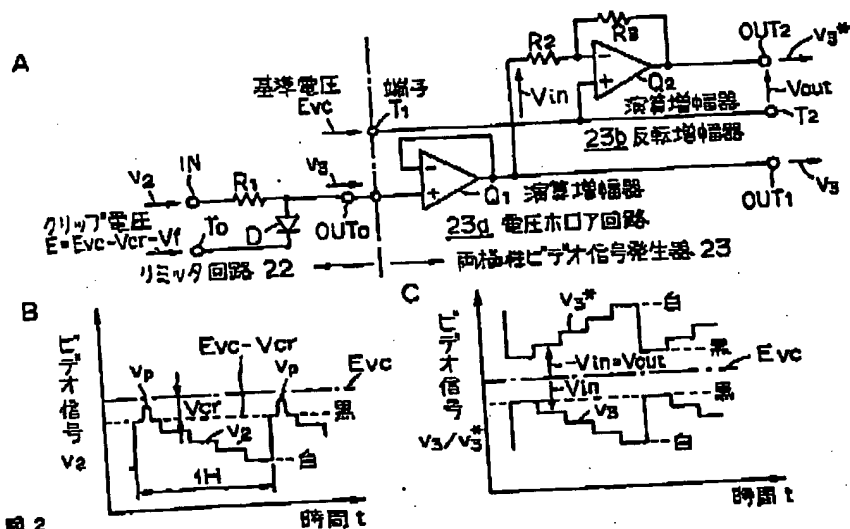 A
基準電圧
Evc
端子
T1
R2
R3
Vin
Q2
演算増幅器
23b 反転増幅器
OUT2
v3*
Vout
T2
v2
IN
R1
v3
クリップ電圧
E=Evc-Vcr-Vf
T0
D
OUT0
Q1 演算増幅器
23a 電圧ホロア回路
OUT1
v3
リミッタ回路 22
両極性ビデオ信号発生器 23
B
ビデオ信号
v2
vp
Evc-Vcr
vp
Evc
Vcr
黒
v2
白
1H
時間 t
C
ビデオ信号
v3/v3*
v3*
白
黒
Evc
-Vin=Vout
Vin
黒
v3
白
時間 t
図2